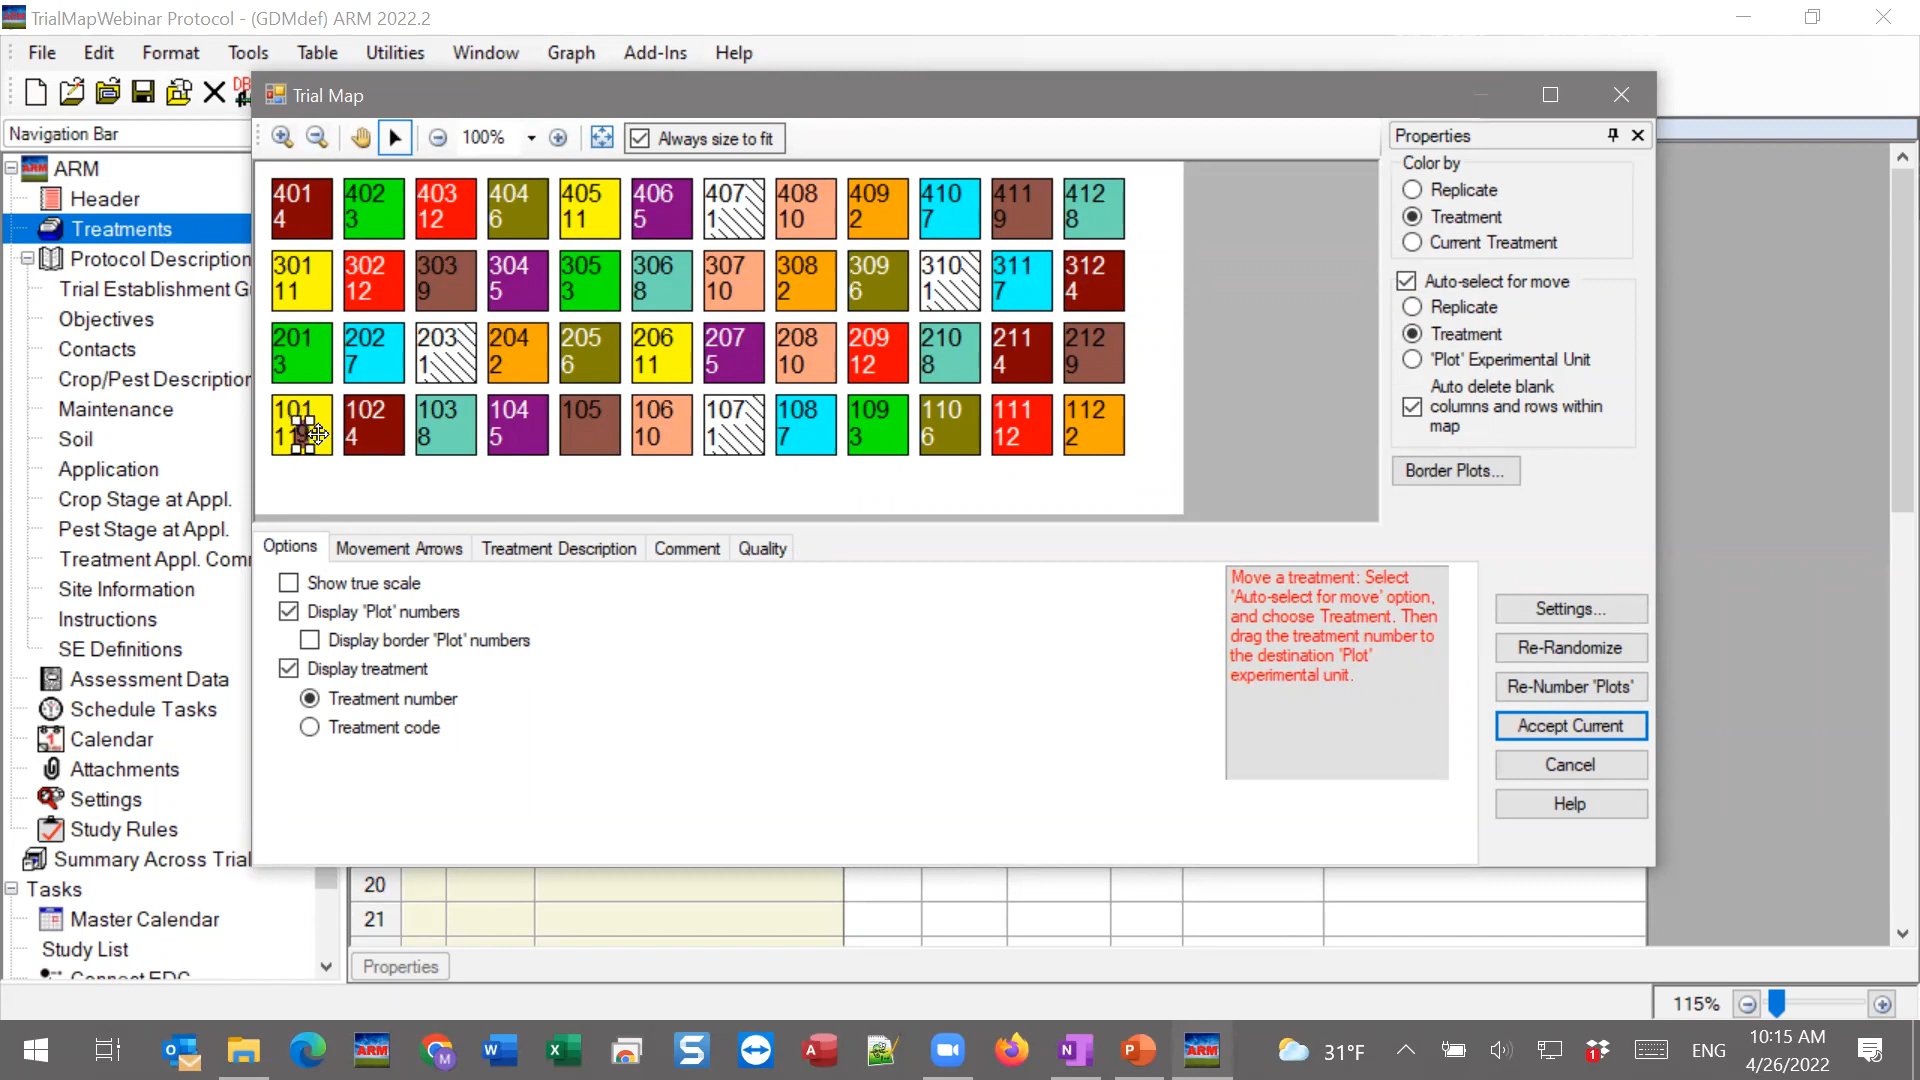 TrialMapWebinar Protocol - (GDMdef) ARM 2022.2
File Edit Format Tools Table Utilities Window Graph Add-Ins Help
DB
Trial Map
Navigation Bar
100% Always size to fit
ARM
Header
Treatments
Protocol Description
Trial Establishment G
Objectives
Contacts
Crop/Pest Description
Maintenance
Soil
Application
Crop Stage at Appl.
Pest Stage at Appl.
Treatment Appl. Com
Site Information
Instructions
SE Definitions
Assessment Data
Schedule Tasks
Calendar
Attachments
Settings
Study Rules
Summary Across Trial
Tasks
Master Calendar
Study List
Connect EDC
401 402 403 404 405 406 407 408 409 410 411 412
4 3 12 6 11 5 1 10 2 7 9 8
301 302 303 304 305 306 307 308 309 310 311 312
11 12 9 5 3 8 10 2 6 1 7 4
201 202 203 204 205 206 207 208 209 210 211 212
3 7 1 2 6 11 5 10 12 8 4 9
101 102 103 104 105 106 107 108 109 110 111 112
11 9 4 8 5 10 1 7 3 6 12 2
Properties
Color by
Replicate
Treatment
Current Treatment
Auto-select for move
Replicate
Treatment
'Plot' Experimental Unit
Auto delete blank
columns and rows within
map
Border Plots...
Options Movement Arrows Treatment Description Comment Quality
Show true scale
Display 'Plot' numbers
Display border 'Plot' numbers
Display treatment
Treatment number
Treatment code
Move a treatment: Select
'Auto-select for move' option,
and choose Treatment. Then
drag the treatment number to
the destination 'Plot'
experimental unit.
Settings...
Re-Randomize
Re-Number 'Plots'
Accept Current
Cancel
Help
20
21
Properties
115%
31°F ENG
10:15 AM
4/26/2022